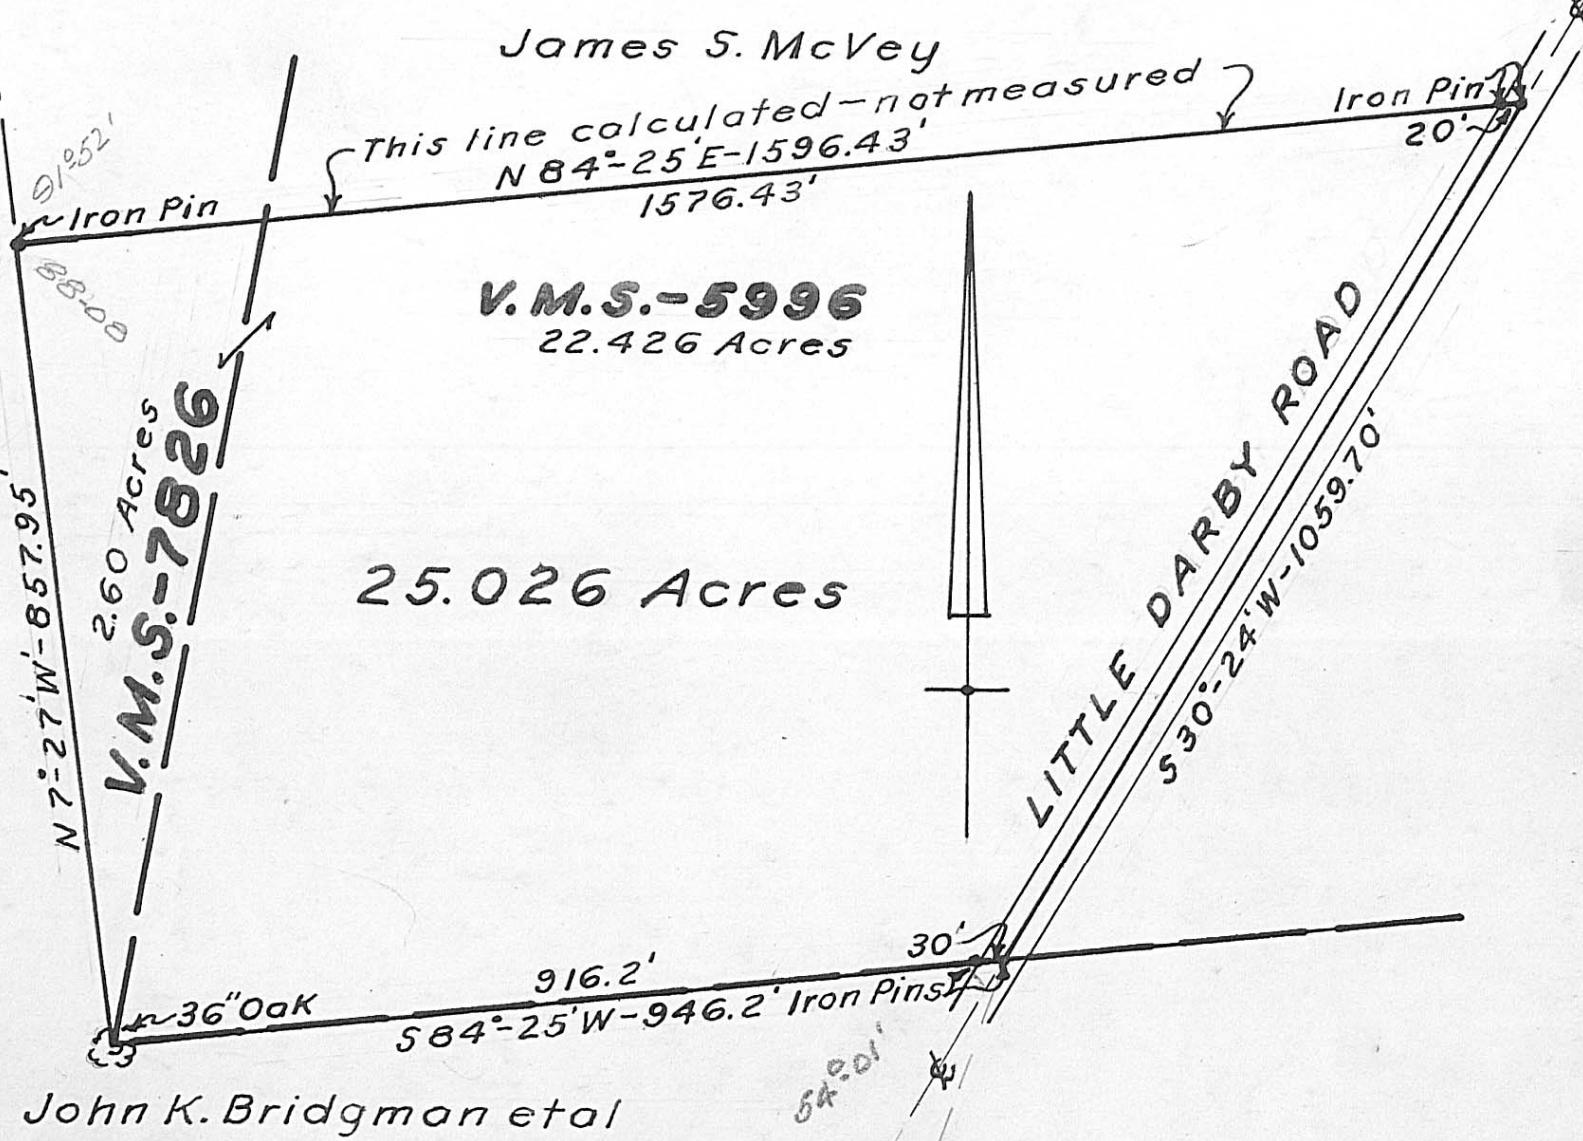 James S. McVey
This line calculated-not measured
N 84°-25'E-1596.43'
1576.43'
Iron Pin
20'
91°52'
Iron Pin
88-08
V.M.S.-5996
22.426 Acres
2.60 Acres
V.M.S.-7826
N 7°-27'W-857.95'
25.026 Acres
LITTLE DARBY ROAD
S 30°-24'W-1059.70'
30'
916.2'
36" Oak
S 84°-25'W-946.2'
Iron Pins
54°-01'
John K. Bridgman etal